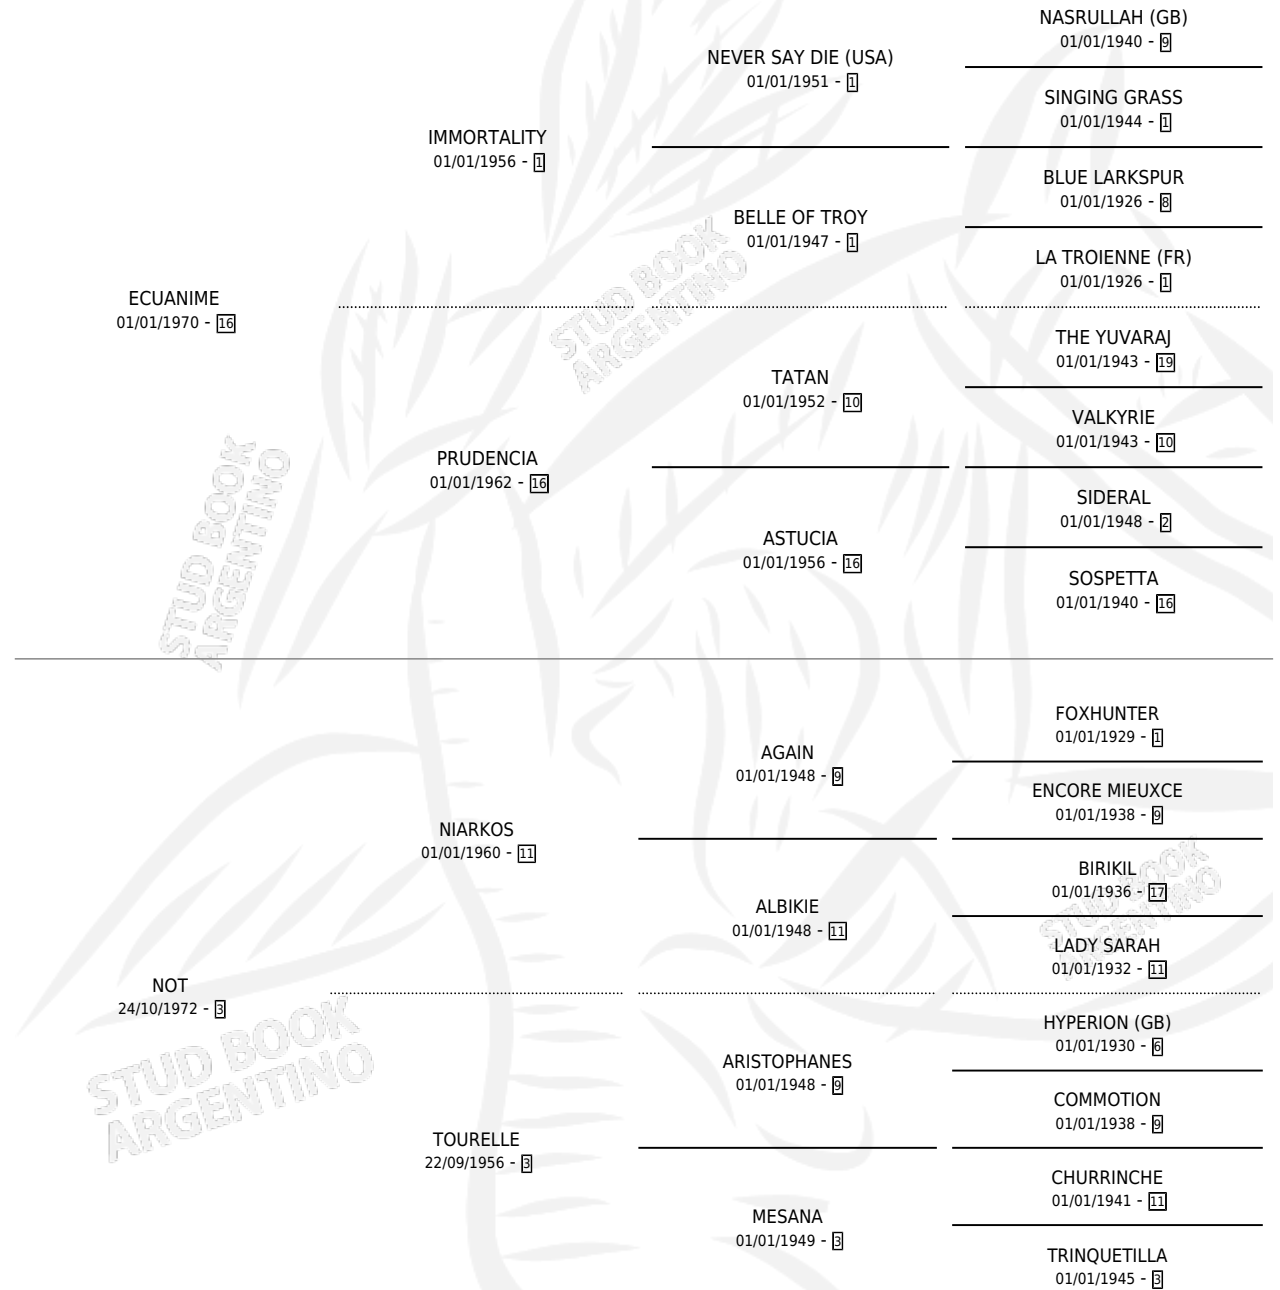 NASRULLAH (GB)
01/01/1940 - 9
NEVER SAY DIE (USA)
01/01/1951 - 1
SINGING GRASS
01/01/1944 - 1
IMMORTALITY
01/01/1956 - 1
BLUE LARKSPUR
01/01/1926 - 8
BELLE OF TROY
01/01/1947 - 1
LA TROIENNE (FR)
01/01/1926 - 1
ECUANIME
01/01/1970 - 16
THE YUVARAJ
01/01/1943 - 19
TATAN
01/01/1952 - 10
VALKYRIE
01/01/1943 - 10
PRUDENCIA
01/01/1962 - 16
SIDERAL
01/01/1948 - 2
ASTUCIA
01/01/1956 - 16
SOSPETTA
01/01/1940 - 16
STUD BOOK
ARGENTINO
STUD BOOK
ARGENTINO
FOXHUNTER
01/01/1929 - 1
AGAIN
01/01/1948 - 9
ENCORE MIEUXCE
01/01/1938 - 9
NIARKOS
01/01/1960 - 11
BIRIKIL
01/01/1936 - 17
ALBIKIE
01/01/1948 - 11
LADY SARAH
01/01/1932 - 11
STUD BOOK
ARGENTINO
NOT
24/10/1972 - 3
HYPERION (GB)
01/01/1930 - 6
ARISTOPHANES
01/01/1948 - 9
COMMOTION
01/01/1938 - 9
STUD BOOK
ARGENTINO
TOURELLE
22/09/1956 - 3
CHURRINCHE
01/01/1941 - 11
MESANA
01/01/1949 - 3
TRINQUETILLA
01/01/1945 - 3